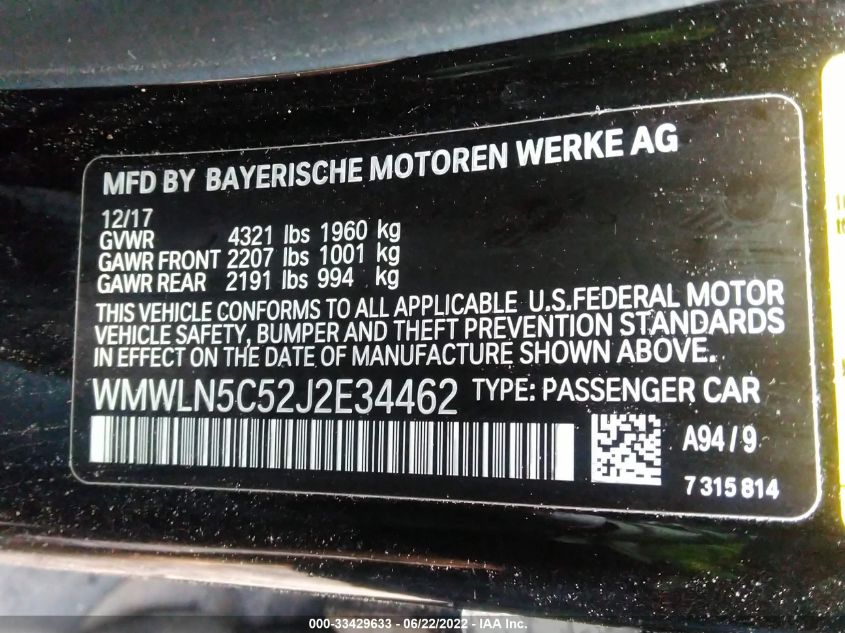 MFD BY BAYERISCHE MOTOREN WERKE AG
12/17
GVWR 4321 lbs 1960 kg
GAWR FRONT 2207 lbs 1001 kg
GAWR REAR 2191 lbs 994 kg
THIS VEHICLE CONFORMS TO ALL APPLICABLE U.S.FEDERAL MOTOR
VEHICLE SAFETY, BUMPER AND THEFT PREVENTION STANDARDS
IN EFFECT ON THE DATE OF MANUFACTURE SHOWN ABOVE.
WMWLN5C52J2E34462 TYPE: PASSENGER CAR
A94/9
7 315 814
000-33429633 - 06/22/2022 - IAA Inc.